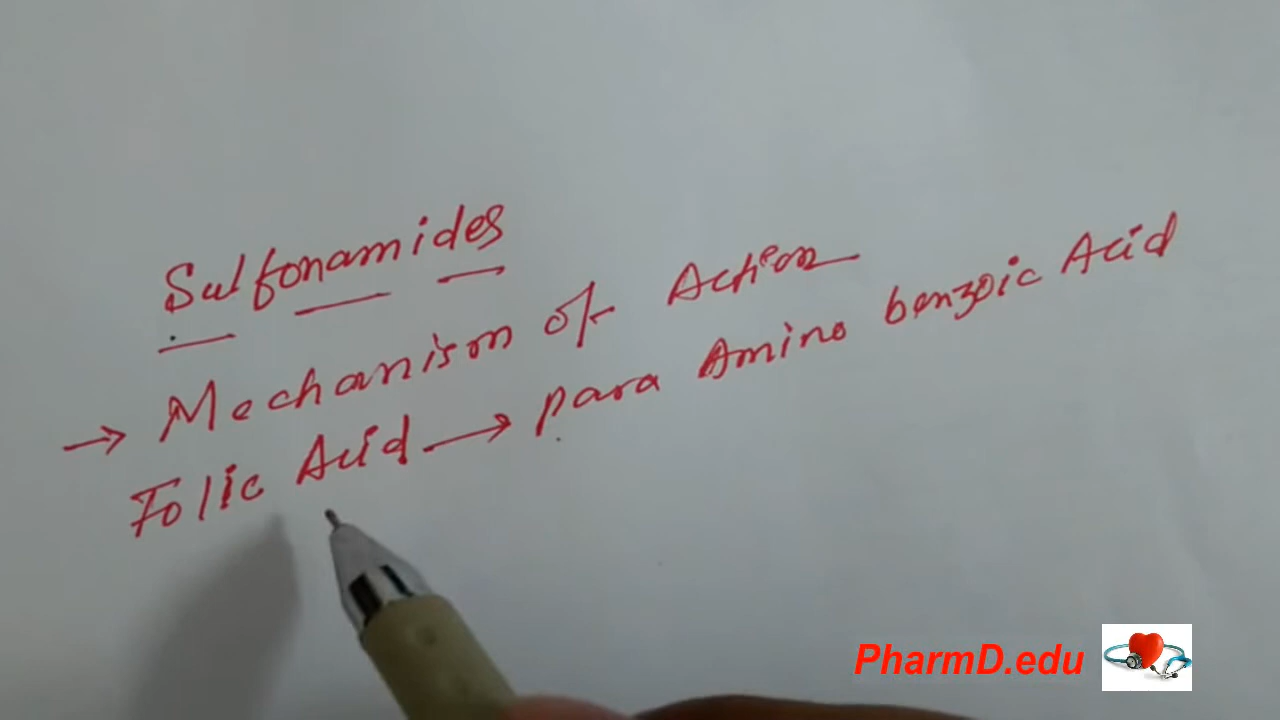 Sulfonamides
→ Mechanism of Action
Folic Acid → para Amino benzoic Acid
PharmD.edu